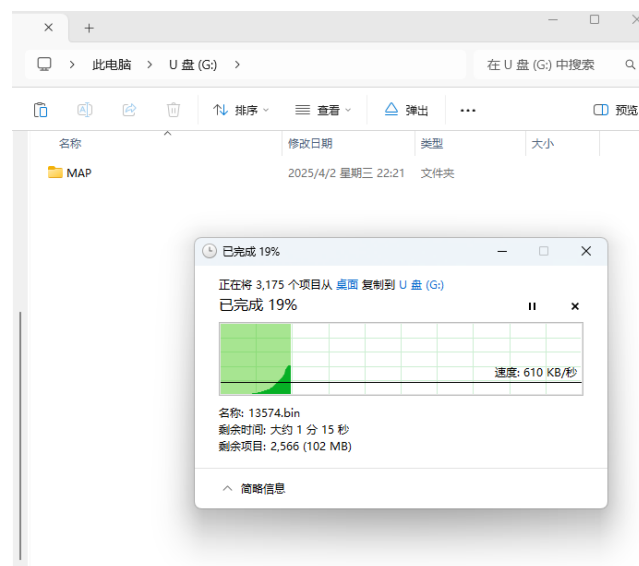 此电脑 > U 盘 (G:) >
在 U 盘 (G:) 中搜索
排序 查看 弹出 ... 预览
名称 修改日期 类型 大小
MAP 2025/4/2 星期三 22:21 文件夹
已完成 19%
正在将 3,175 个项目从 桌面 复制到 U 盘 (G:)
已完成 19%
速度: 610 KB/秒
名称: 13574.bin
剩余时间: 大约 1 分 15 秒
剩余项目: 2,566 (102 MB)
简略信息